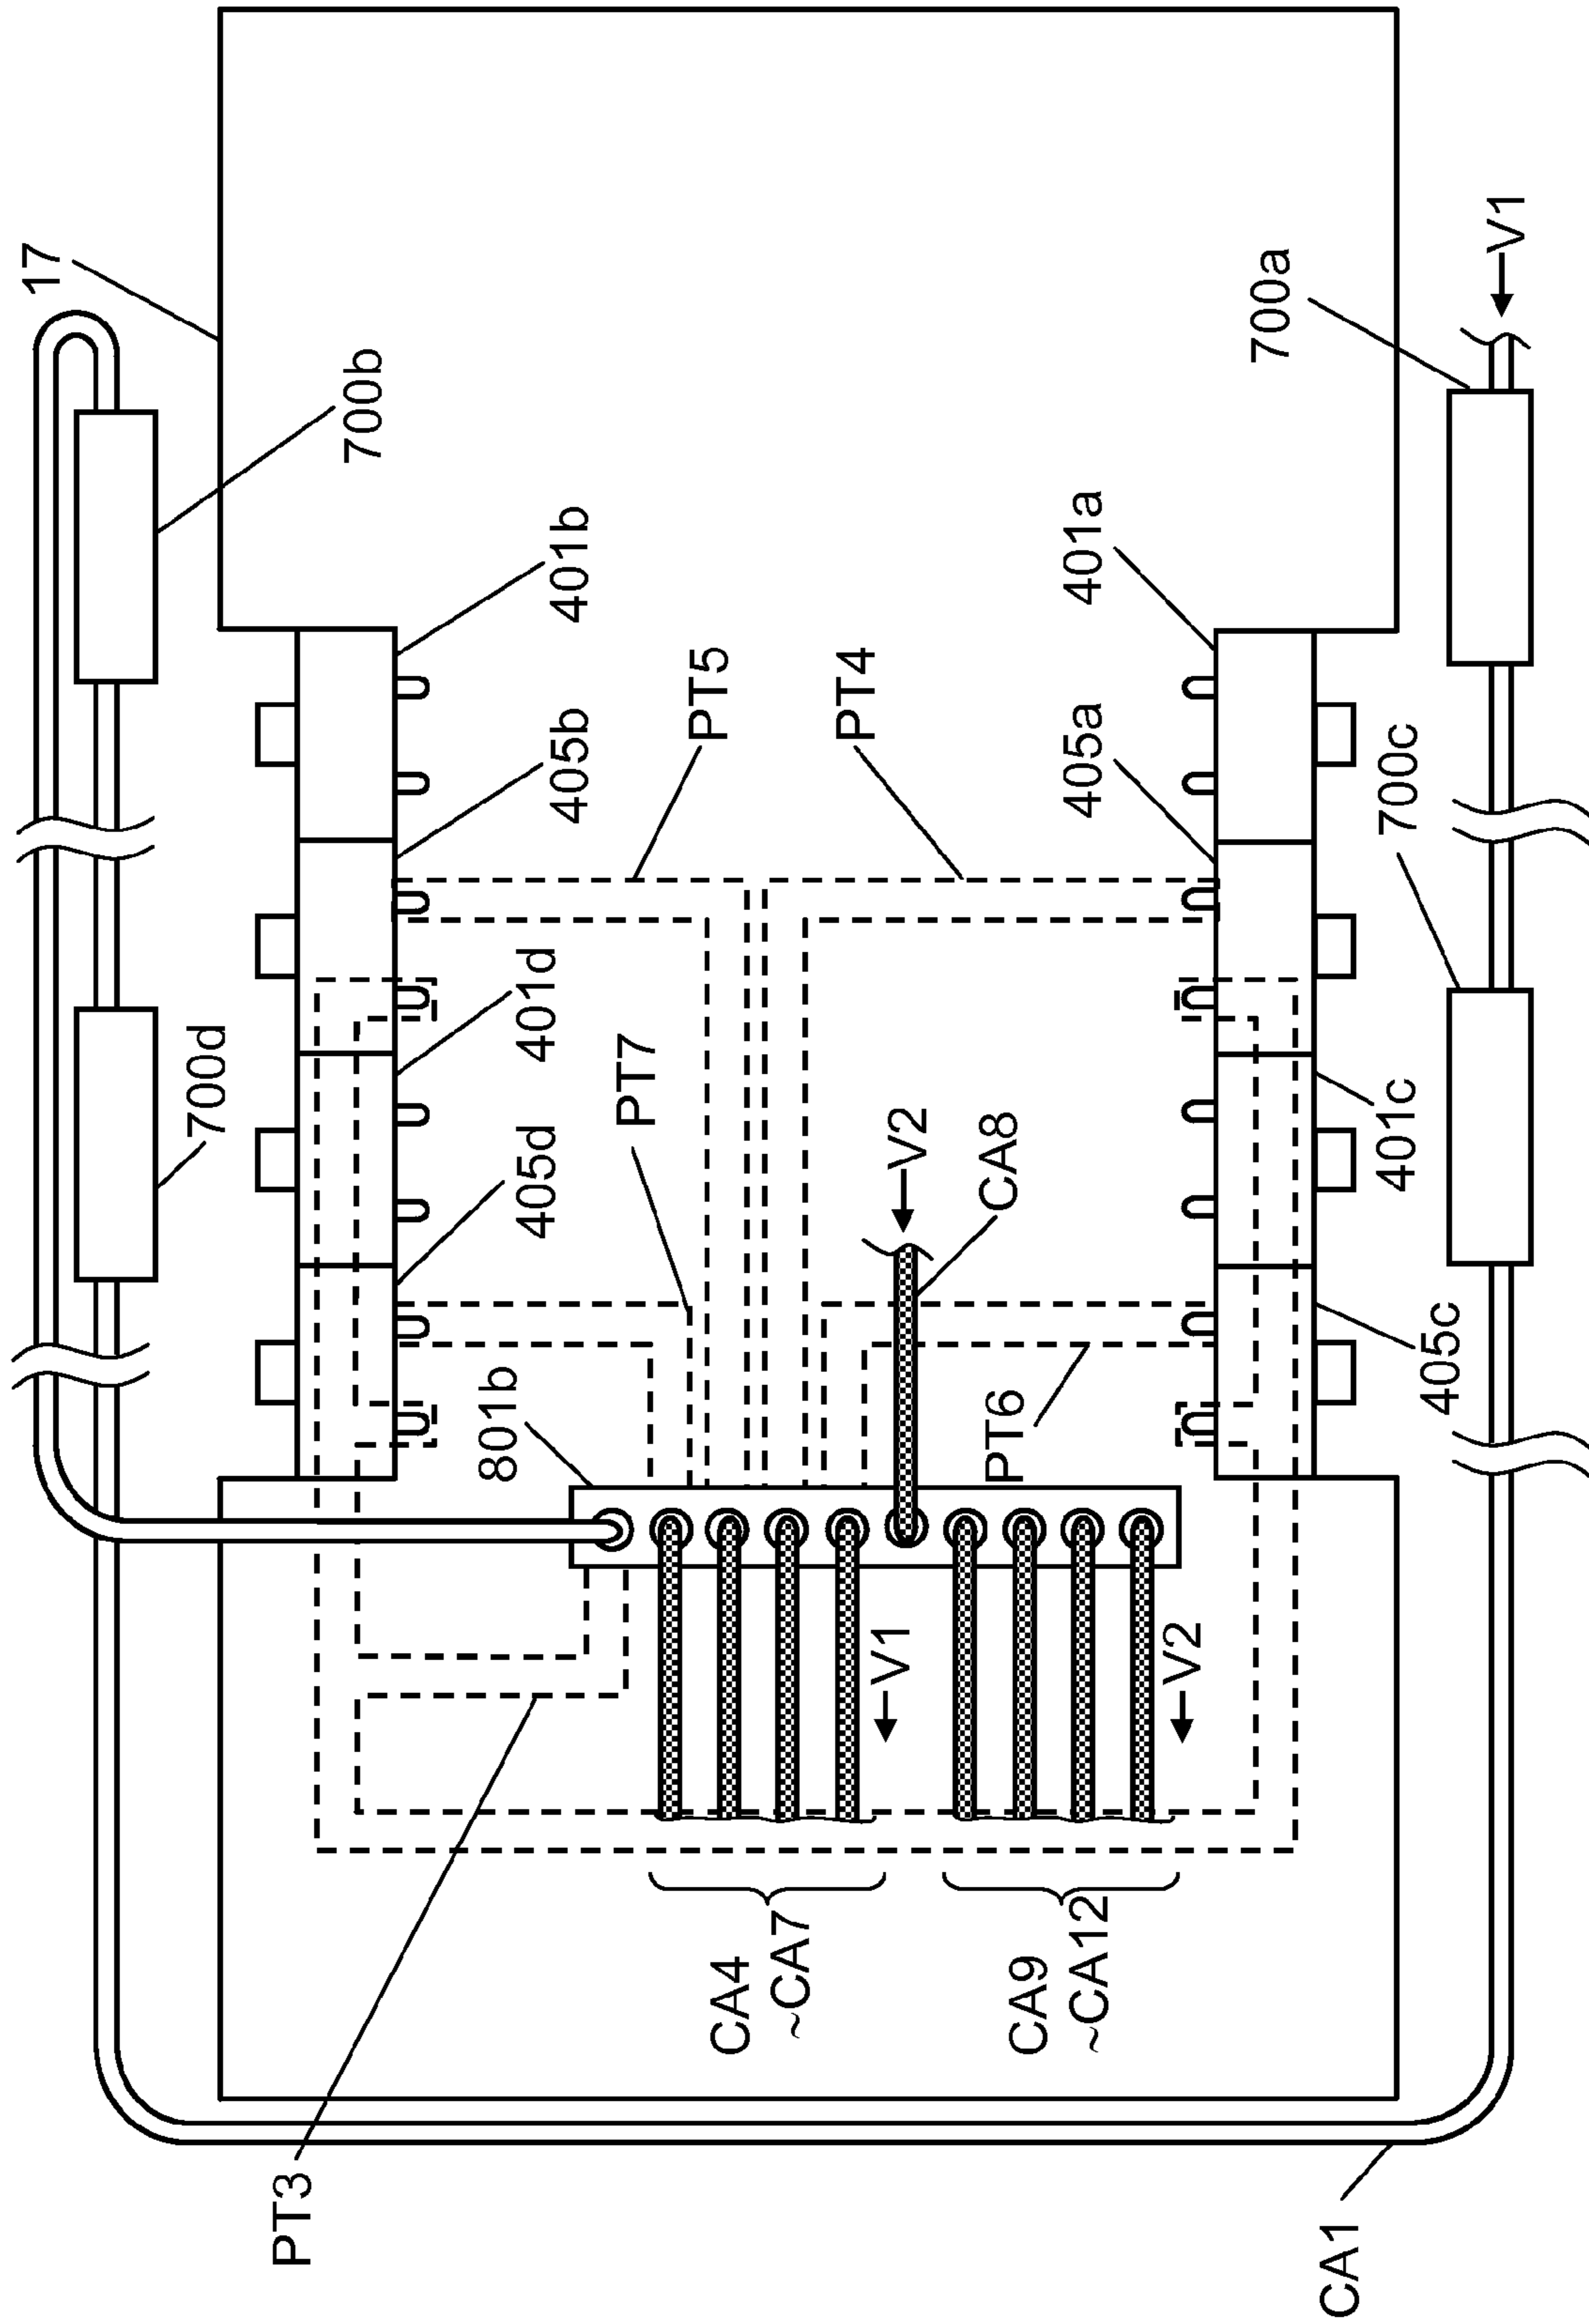 17
700b
700d
401b
405b
401d
405d
PT5
PT4
PT7
801b
V2
CA8
PT6
V1
V2
CA4
~CA7
CA9
~CA12
PT3
CA1
401a
405a
401c
405c
700a
700c
V1